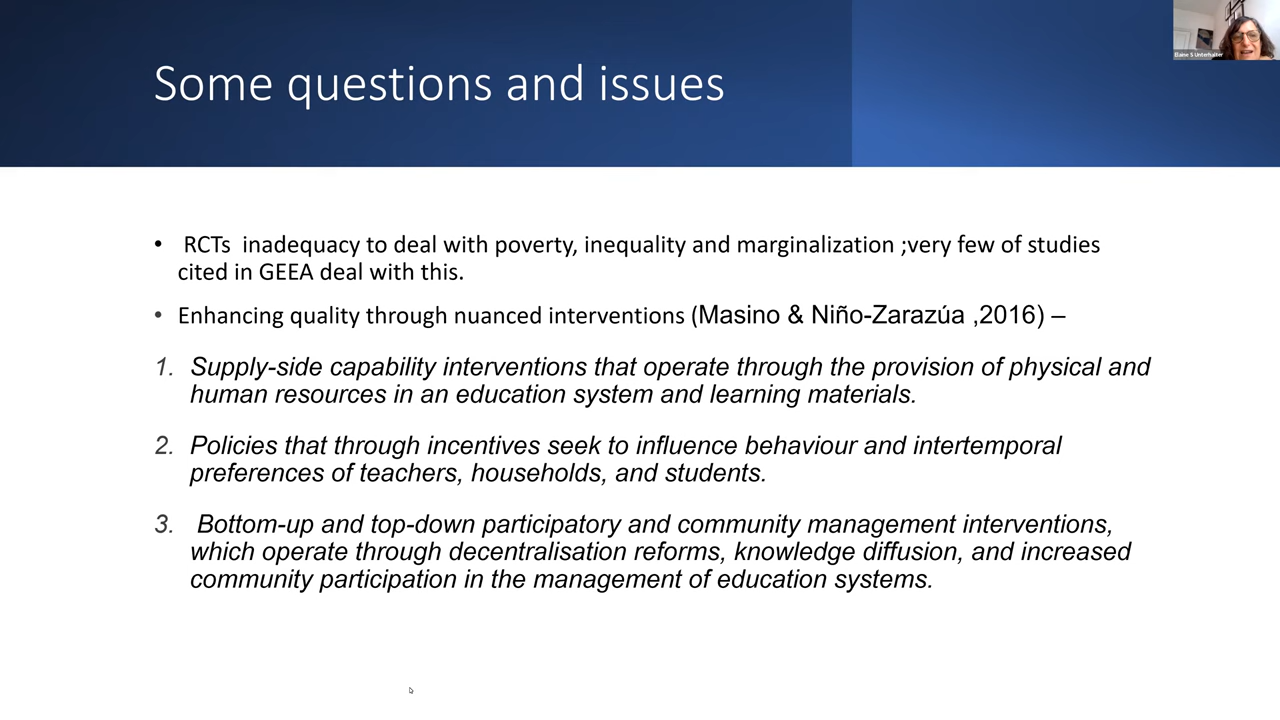 Some questions and issues
Elaine S Unterhalter
• RCTs inadequacy to deal with poverty, inequality and marginalization ;very few of studies
cited in GEEA deal with this.
• Enhancing quality through nuanced interventions (Masino & Niño-Zarazúa ,2016) –
1. Supply-side capability interventions that operate through the provision of physical and
human resources in an education system and learning materials.
2. Policies that through incentives seek to influence behaviour and intertemporal
preferences of teachers, households, and students.
3. Bottom-up and top-down participatory and community management interventions,
which operate through decentralisation reforms, knowledge diffusion, and increased
community participation in the management of education systems.